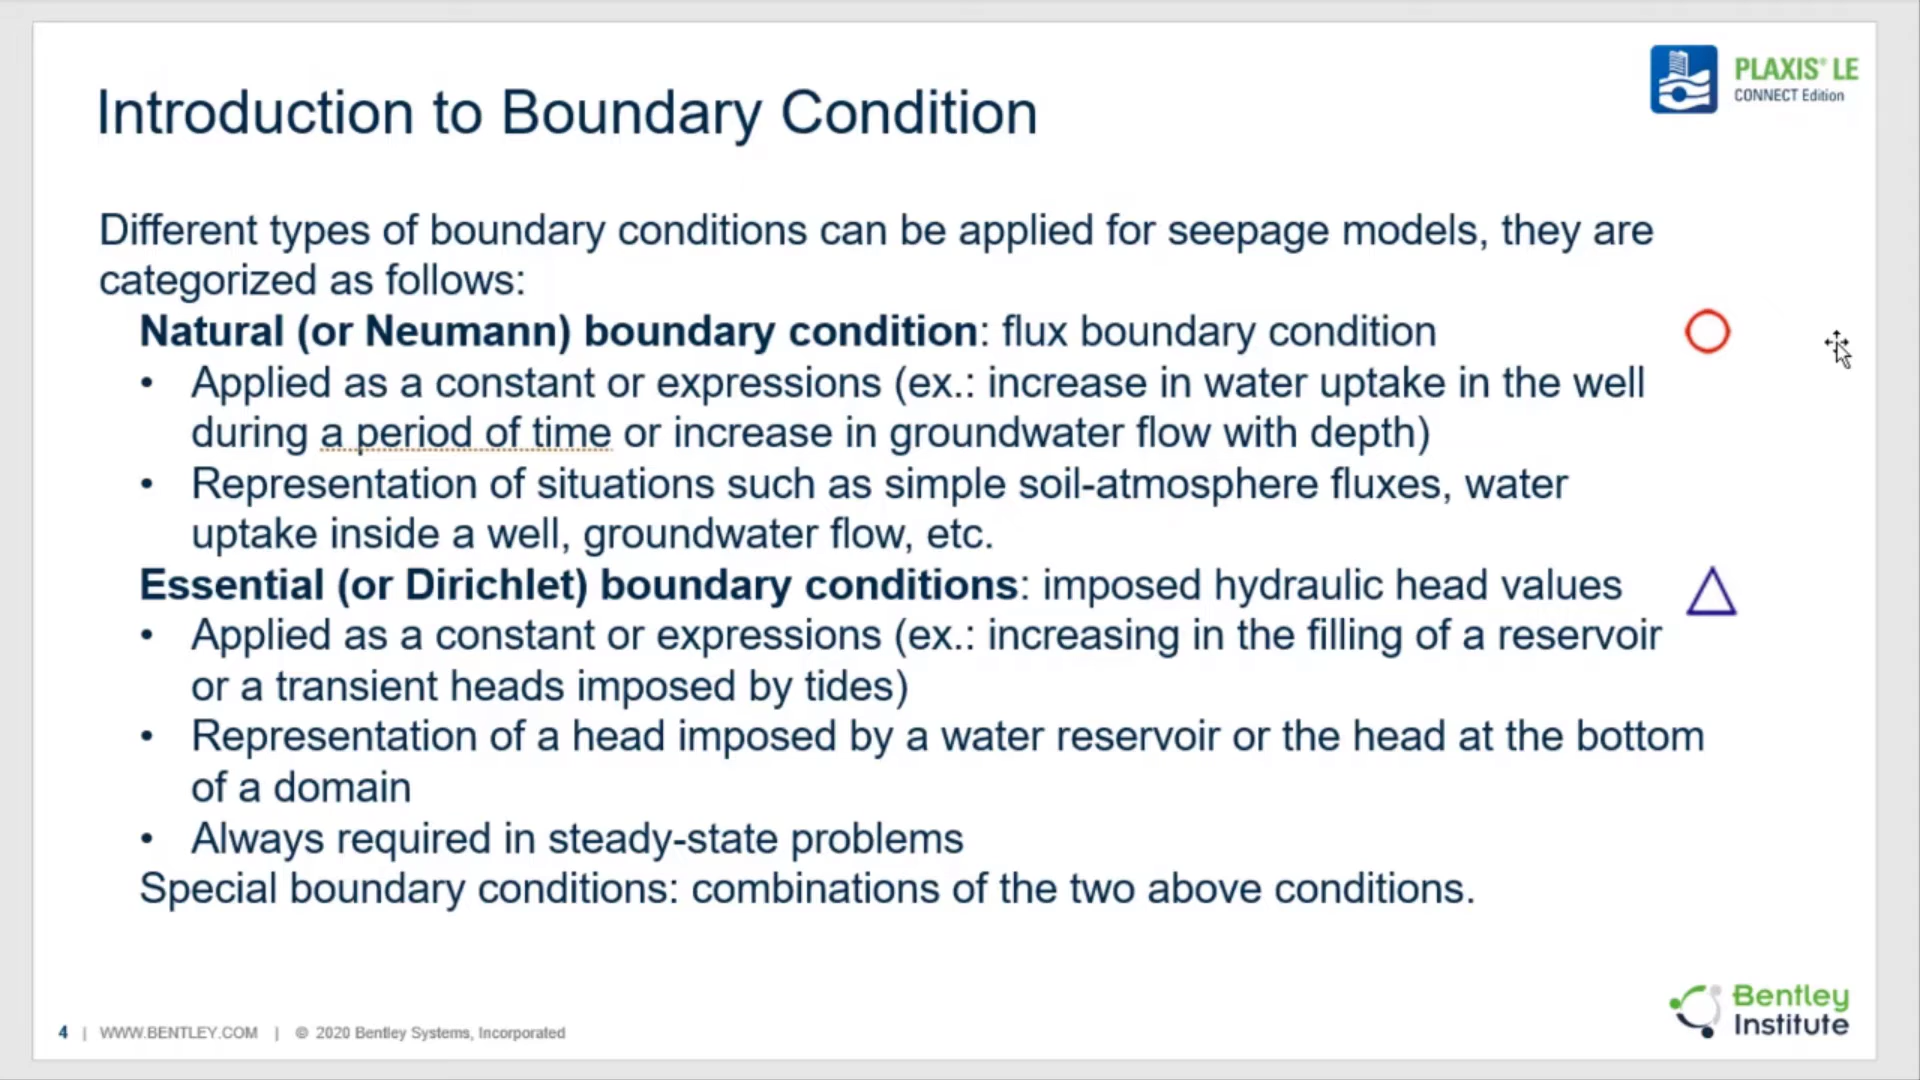 PLAXIS® LE
CONNECT Edition
Introduction to Boundary Condition
Different types of boundary conditions can be applied for seepage models, they are
categorized as follows:
Natural (or Neumann) boundary condition: flux boundary condition
• Applied as a constant or expressions (ex.: increase in water uptake in the well
during a period of time or increase in groundwater flow with depth)
• Representation of situations such as simple soil-atmosphere fluxes, water
uptake inside a well, groundwater flow, etc.
Essential (or Dirichlet) boundary conditions: imposed hydraulic head values
• Applied as a constant or expressions (ex.: increasing in the filling of a reservoir
or a transient heads imposed by tides)
• Representation of a head imposed by a water reservoir or the head at the bottom
of a domain
• Always required in steady-state problems
Special boundary conditions: combinations of the two above conditions.
4 | WWW.BENTLEY.COM | © 2020 Bentley Systems, Incorporated
Bentley
Institute